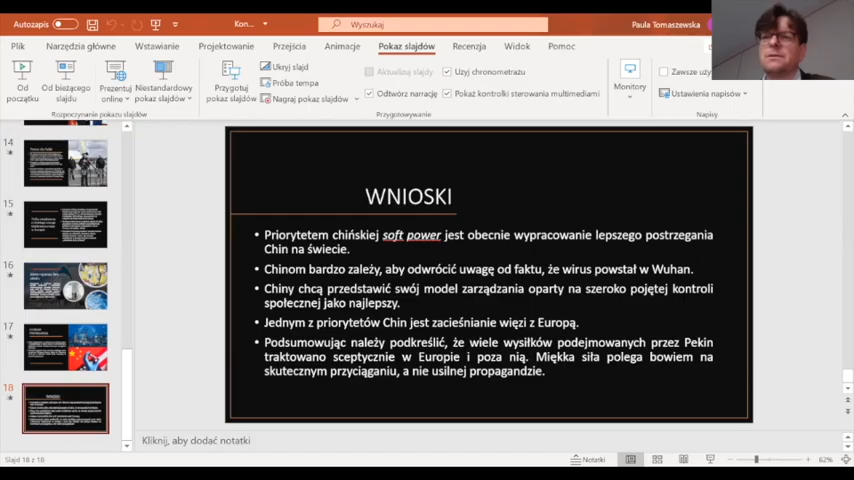 Autozapis
Kon...
Wyszukaj
Paula Tomaszewska
Plik
Narzędzia główne
Wstawianie
Projektowanie
Przejścia
Animacje
Pokaz slajdów
Recenzja
Widok
Pomoc
Od początku
Od bieżącego slajdu
Prezentuj online
Niestandardowy pokaz slajdów
Przygotuj pokaz slajdów
Ukryj slajd
Próba tempa
Nagraj pokaz slajdów
Aktualizuj slajdy
Odtwórz narrację
Użyj chronometrażu
Pokaż kontrolki sterowania multimediami
Monitory
Zawsze uży
Ustawienia napisów
Rozpoczynanie pokazu slajdów
Przygotowywanie
Napisy
14
15
16
17
18
WNIOSKI
• Priorytetem chińskiej soft power jest obecnie wypracowanie lepszego postrzegania
Chin na świecie.
• Chinom bardzo zależy, aby odwrócić uwagę od faktu, że wirus powstał w Wuhan.
• Chiny chcą przedstawić swój model zarządzania oparty na szeroko pojętej kontroli
społecznej jako najlepszy.
• Jednym z priorytetów Chin jest zacieśnianie więzi z Europą.
• Podsumowując należy podkreślić, że wiele wysiłków podejmowanych przez Pekin
traktowano sceptycznie w Europie i poza nią. Miękka siła polega bowiem na
skutecznym przyciąganiu, a nie usilnej propagandzie.
Kliknij, aby dodać notatki
Slajd 18 z 18
Notatki
62%